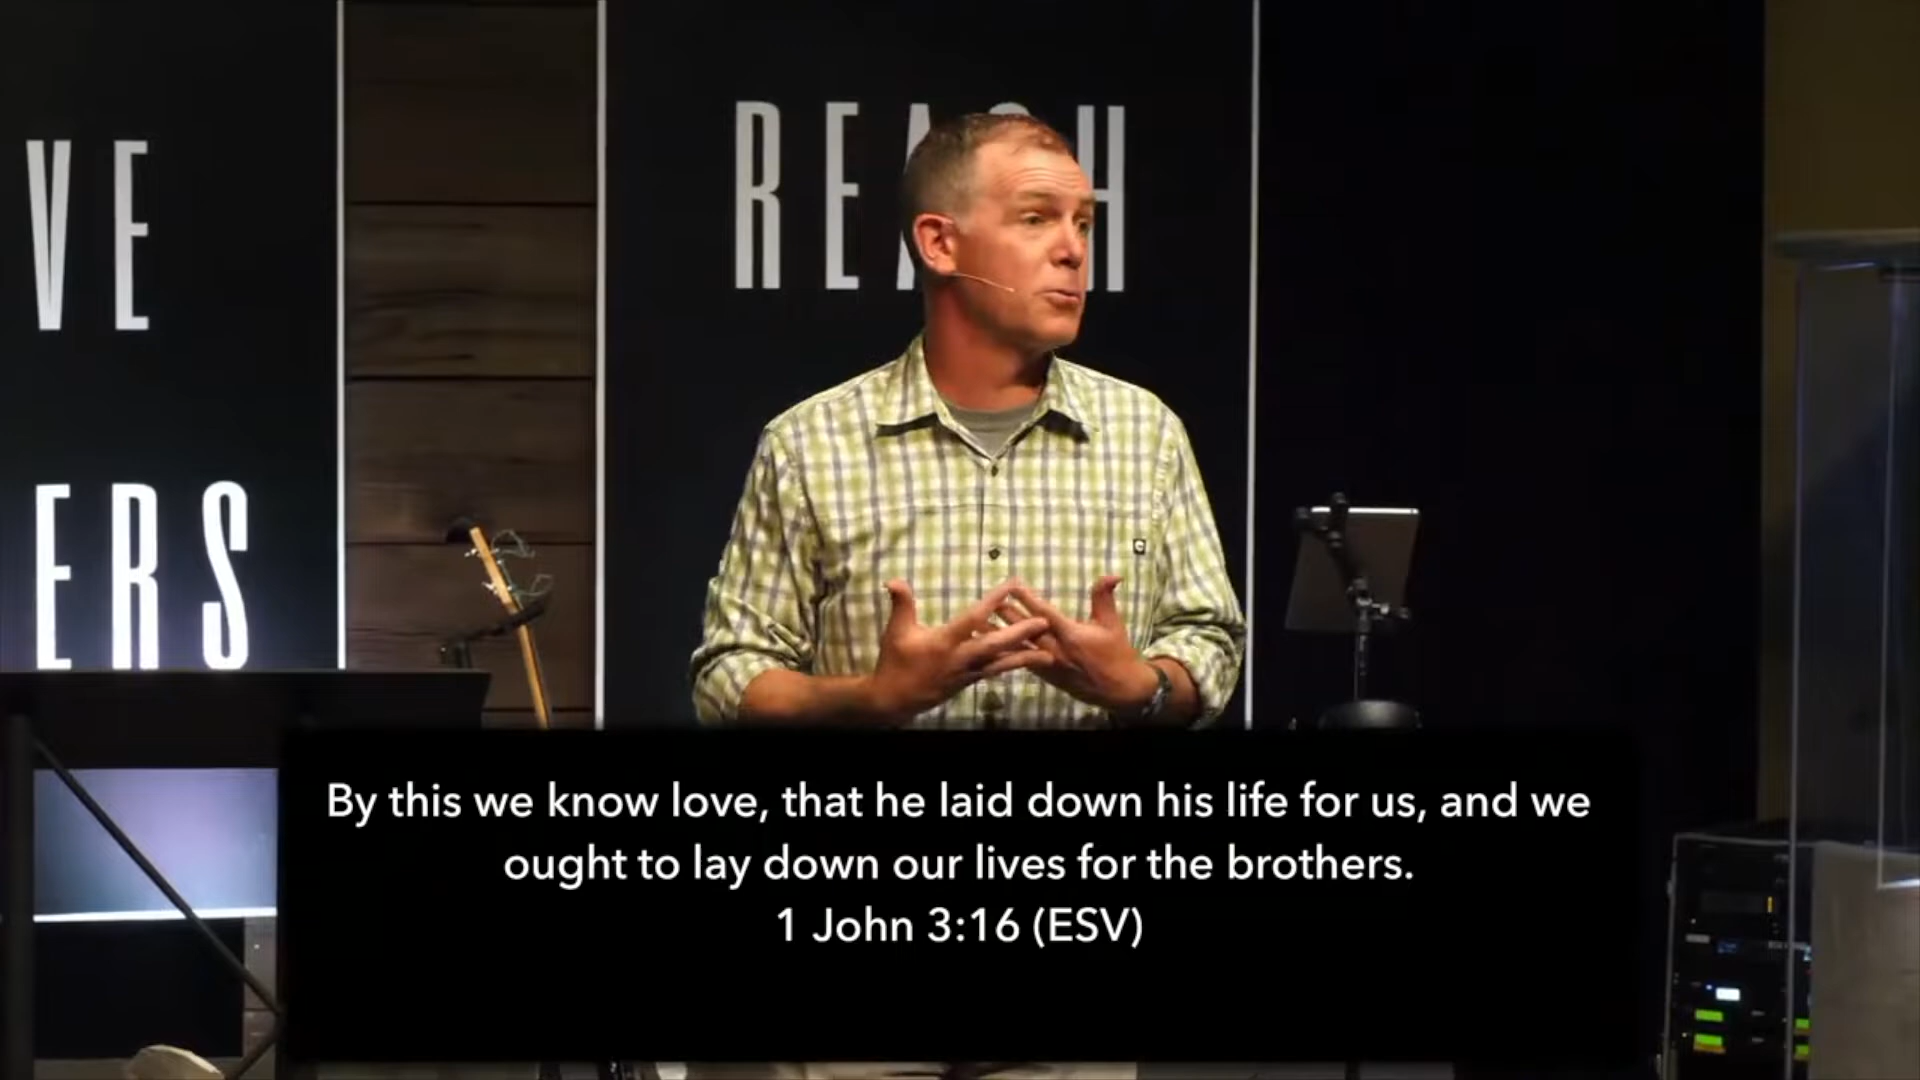 VE
ERS
REACH
By this we know love, that he laid down his life for us, and we
ought to lay down our lives for the brothers.
1 John 3:16 (ESV)